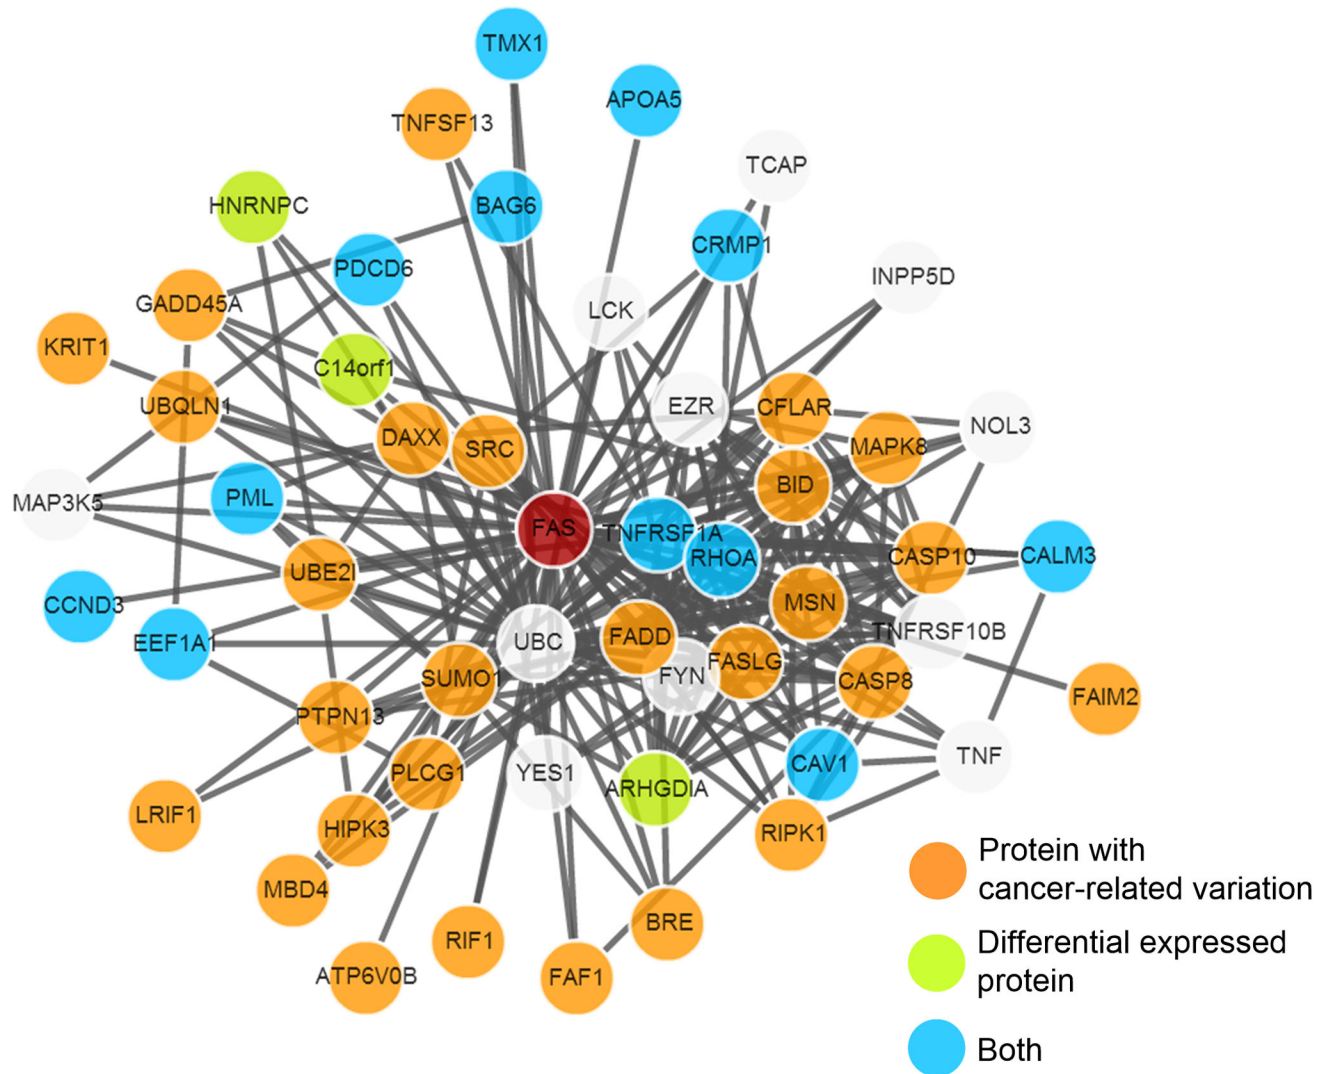 TMX1
APOA5
TNFSF13
TCAP
HNRNPC
BAG6
CRMP1
PDCD6
INPP5D
GADD45A
LCK
KRIT1
C14orf1
UBQLN1
EZR
CFLAR
NOL3
DAXX
SRC
MAPK8
BID
MAP3K5
PML
FAS
TNFRSF1A
RHOA
CASP10
CALM3
UBE2I
CCND3
MSN
EEF1A1
UBC
FADD
TNFRSF10B
FASLG
FYN
SUMO1
CASP8
FAIM2
PTPN13
PLCG1
YES1
ARHGDIA
CAV1
TNF
LRIF1
HIPK3
RIPK1
MBD4
RIF1
BRE
ATP6V0B
FAF1
Protein with
cancer-related variation
Differential expressed
protein
Both